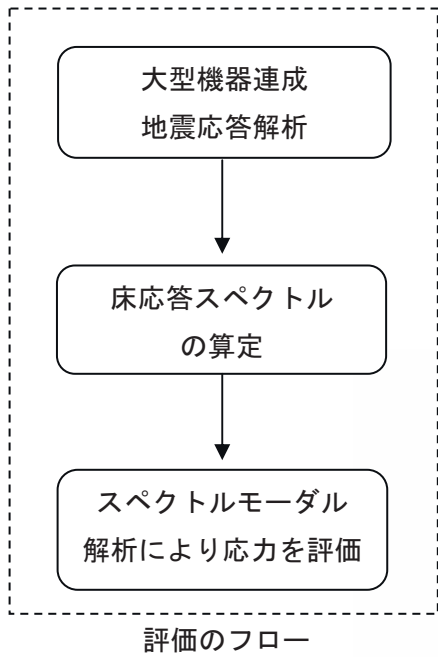 大型機器連成
地震応答解析
床応答スペクトル
の算定
スペクトルモーダル
解析により応力を評価
評価のフロー